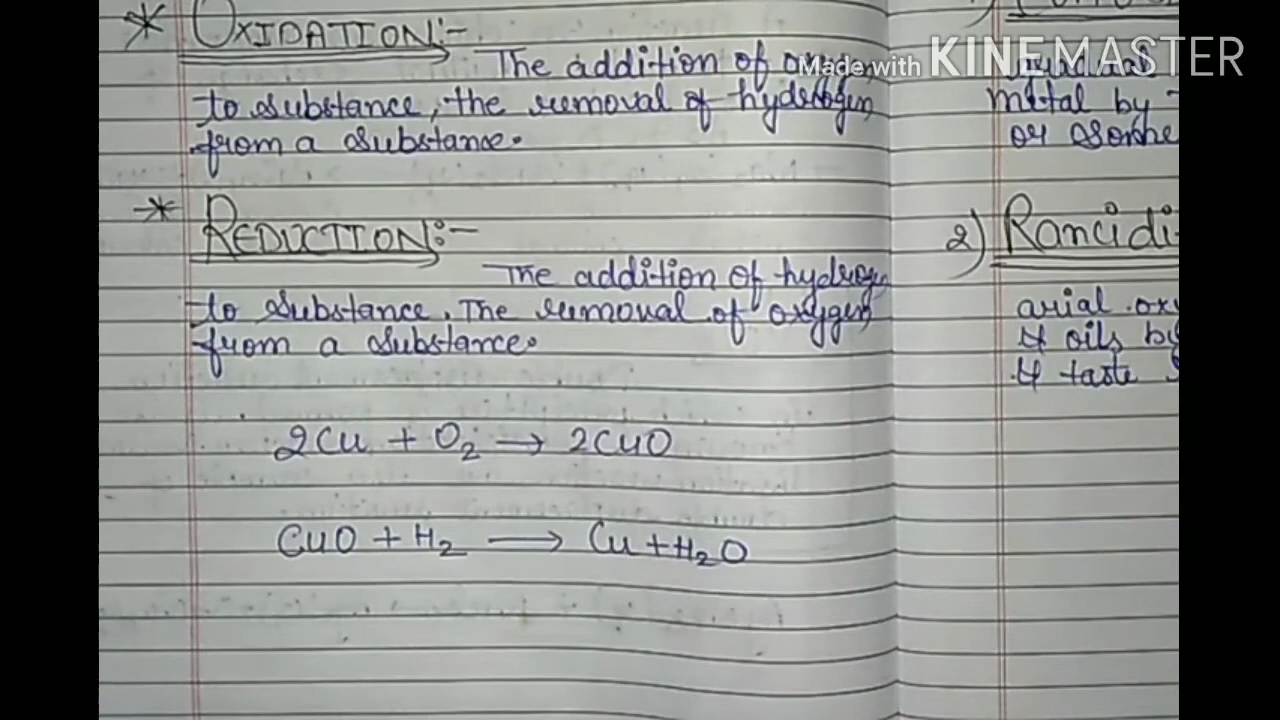 * OXIDATION:-
The addition of
to substance, the removal of hydrogen
from a substance.
* REDUCTION:-
The addition of hydrogen
to substance. The removal of oxygen
from a substance.
2Cu + O₂ → 2CuO
CuO + H₂ → Cu + H₂O
Made with KINEMASTER
metal by
or
2) Rancidi
arial oxy
& oils by
& taste